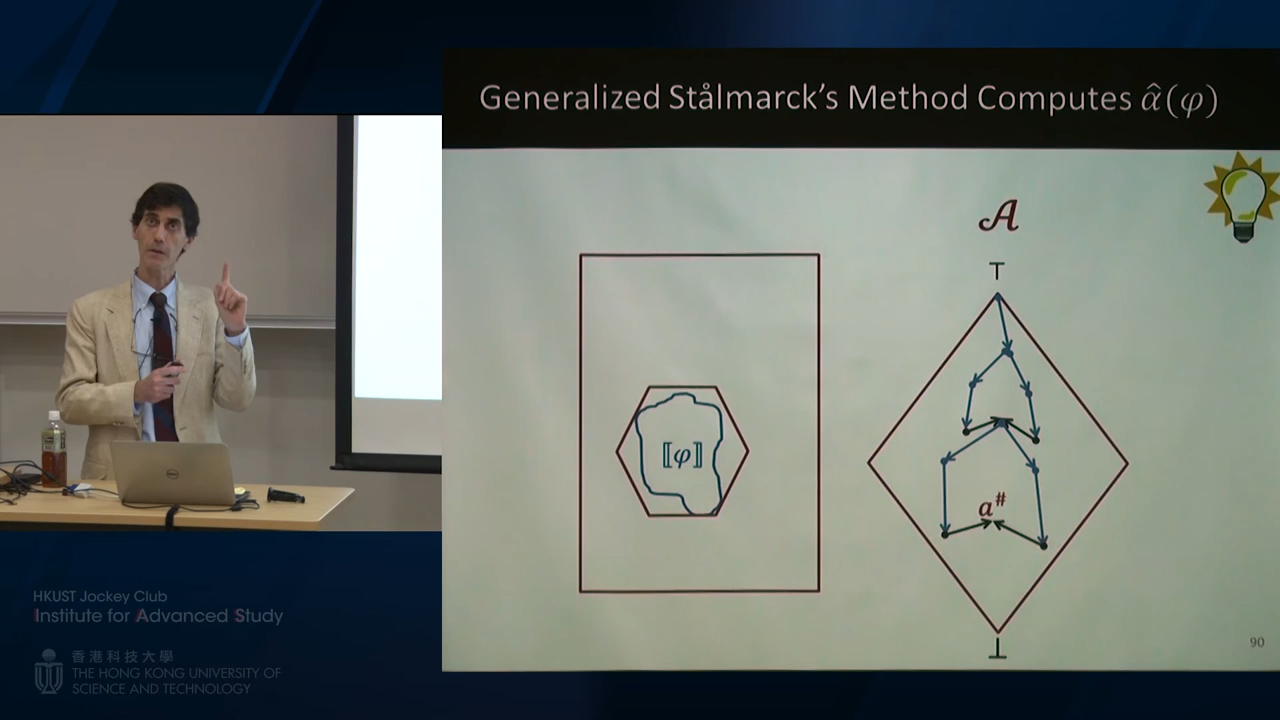 Generalized Stålmarck's Method Computes α̂(φ)
𝒜
⊤
⟦φ⟧
a#
⊥
90
HKUST Jockey Club
Institute for Advanced Study
香港科技大學
THE HONG KONG UNIVERSITY OF
SCIENCE AND TECHNOLOGY